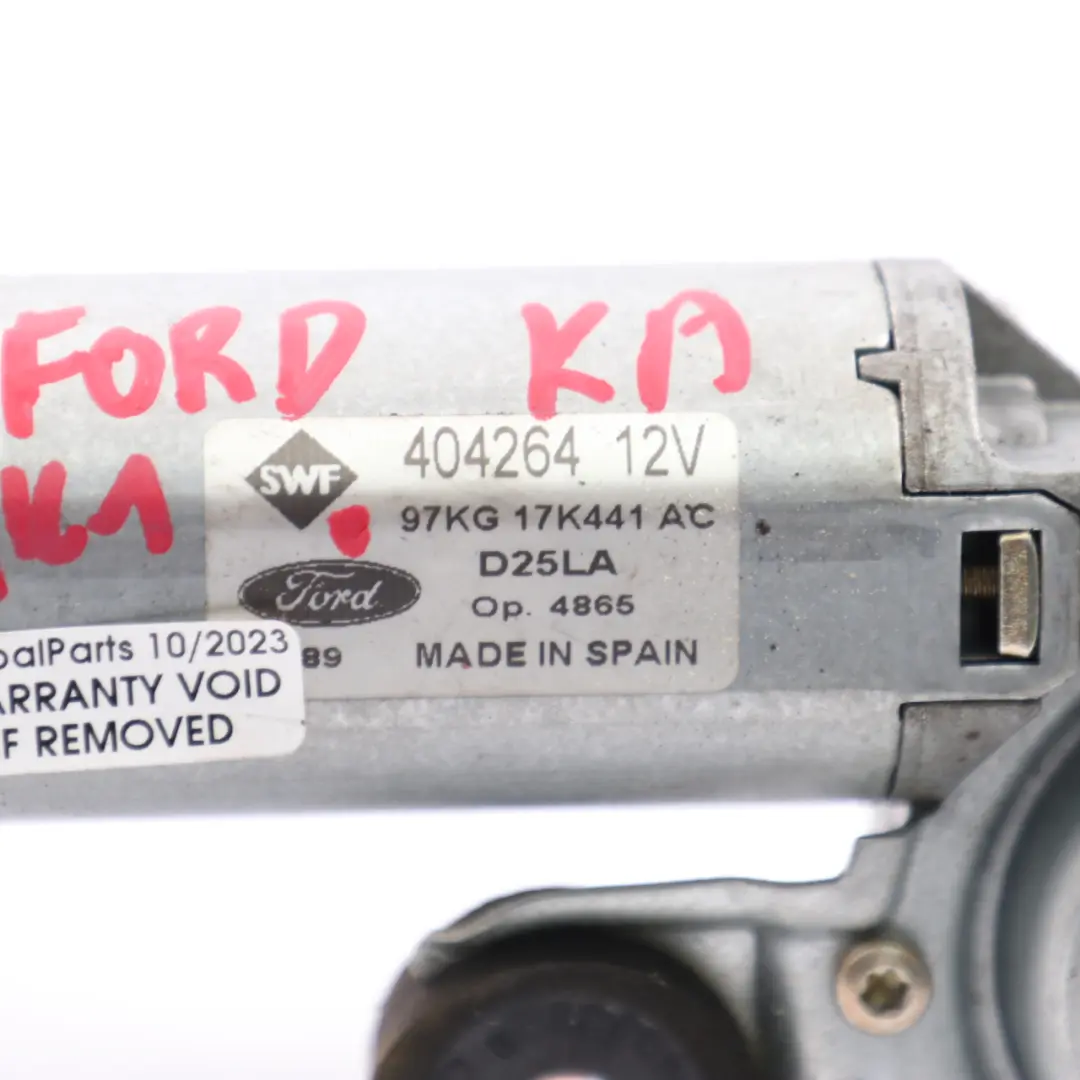 FORD KA
SWF 404264 12V
97KG 17K441 AC
D25LA
Ford
Op. 4865
89 MADE IN SPAIN
balParts 10/2023
ARRANTY VOID
F REMOVED